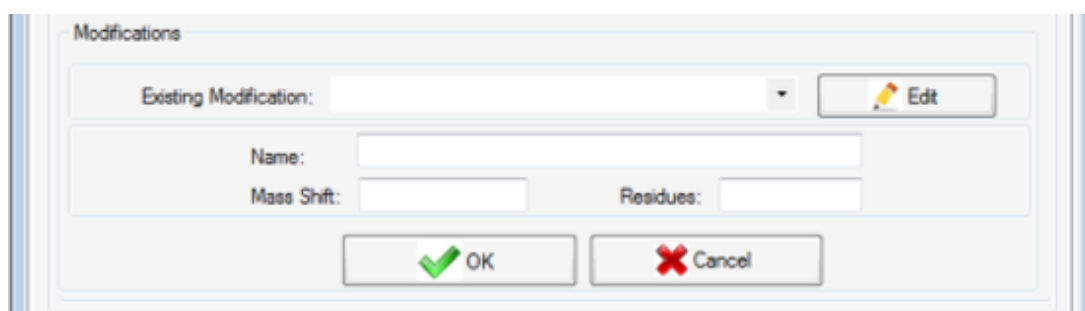 Modifications
Existing Modification: Edit
Name:
Mass Shift: Residues:
OK Cancel